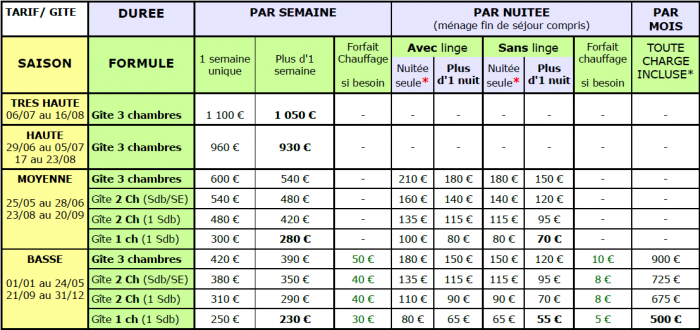 TARIF/ GITE DUREE PAR SEMAINE PAR NUITEE PAR MOIS
(ménage fin de séjour compris)
SAISON FORMULE 1 semaine unique Plus d'1 semaine Forfait Chauffage si besoin Avec linge Sans linge Forfait chauffage si besoin TOUTE CHARGE INCLUSE*
Nuitée seule* Plus d'1 nuit Nuitée seule* Plus d'1 nuit
TRES HAUTE
06/07 au 16/08
Gîte 3 chambres 1 100 € 1 050 € - - - - - - -
HAUTE
29/06 au 05/07
17 au 23/08
Gîte 3 chambres 960 € 930 € - - - - - - -
MOYENNE
25/05 au 28/06
23/08 au 20/09
Gîte 3 chambres 600 € 540 € - 210 € 180 € 180 € 150 € - -
Gîte 2 Ch (Sdb/SE) 540 € 480 € - 160 € 140 € 140 € 120 € - -
Gîte 2 Ch (1 Sdb) 480 € 420 € - 135 € 115 € 115 € 95 € - -
Gîte 1 ch (1 Sdb) 300 € 280 € - 100 € 80 € 80 € 70 € - -
BASSE
01/01 au 24/05
21/09 au 31/12
Gîte 3 chambres 420 € 390 € 50 € 180 € 150 € 150 € 120 € 10 € 900 €
Gîte 2 Ch (Sdb/SE) 380 € 350 € 40 € 135 € 115 € 115 € 95 € 8 € 725 €
Gîte 2 Ch (1 Sdb) 310 € 290 € 40 € 110 € 90 € 90 € 70 € 8 € 675 €
Gîte 1 ch (1 Sdb) 250 € 230 € 30 € 80 € 65 € 65 € 55 € 5 € 500 €